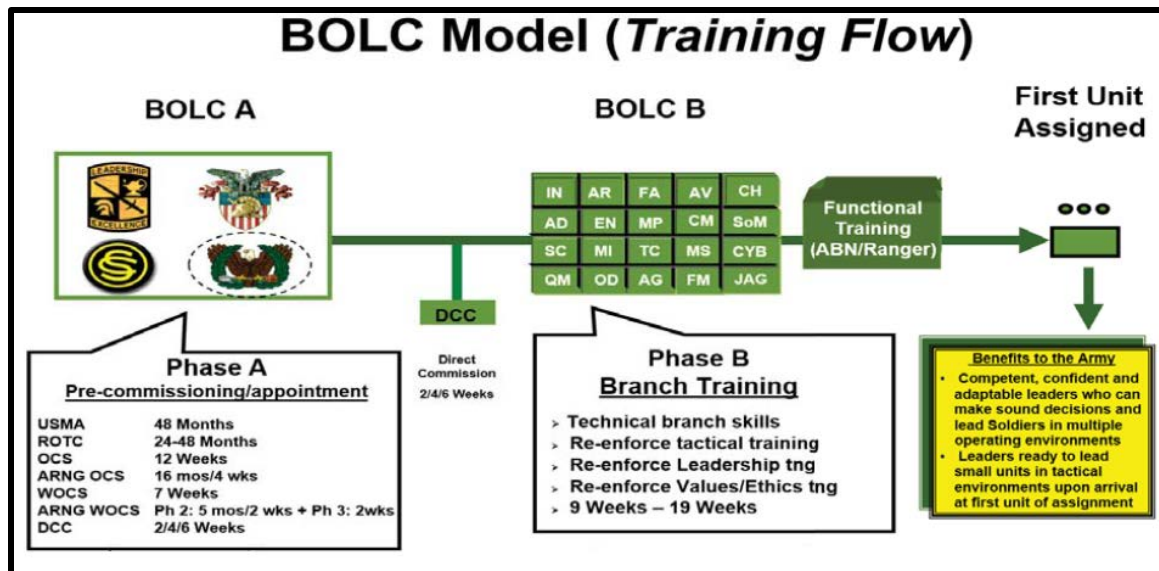 BOLC Model (Training Flow)
BOLC A
BOLC B
First Unit
Assigned
LEADERSHIP
EXCELLENCE
OCS
IN AR FA AV CH
AD EN MP CM SoM
SC MI TC MS CYB
QM OD AG FM JAG
Functional
Training
(ABN/Ranger)
DCC
Direct
Commission
2/4/6 Weeks
Phase A
Pre-commissioning/appointment
USMA 48 Months
ROTC 24-48 Months
OCS 12 Weeks
ARNG OCS 16 mos/4 wks
WOCS 7 Weeks
ARNG WOCS Ph 2: 5 mos/2 wks + Ph 3: 2wks
DCC 2/4/6 Weeks
Phase B
Branch Training
➢ Technical branch skills
➢ Re-enforce tactical training
➢ Re-enforce Leadership tng
➢ Re-enforce Values/Ethics tng
➢ 9 Weeks – 19 Weeks
Benefits to the Army
• Competent, confident and
adaptable leaders who can
make sound decisions and
lead Soldiers in multiple
operating environments
• Leaders ready to lead
small units in tactical
environments upon arrival
at first unit of assignment